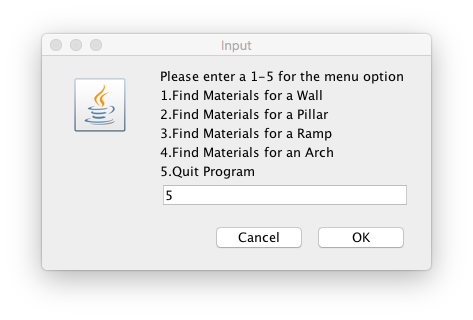 Input
Please enter a 1-5 for the menu option
1.Find Materials for a Wall
2.Find Materials for a Pillar
3.Find Materials for a Ramp
4.Find Materials for an Arch
5.Quit Program
5
Cancel OK